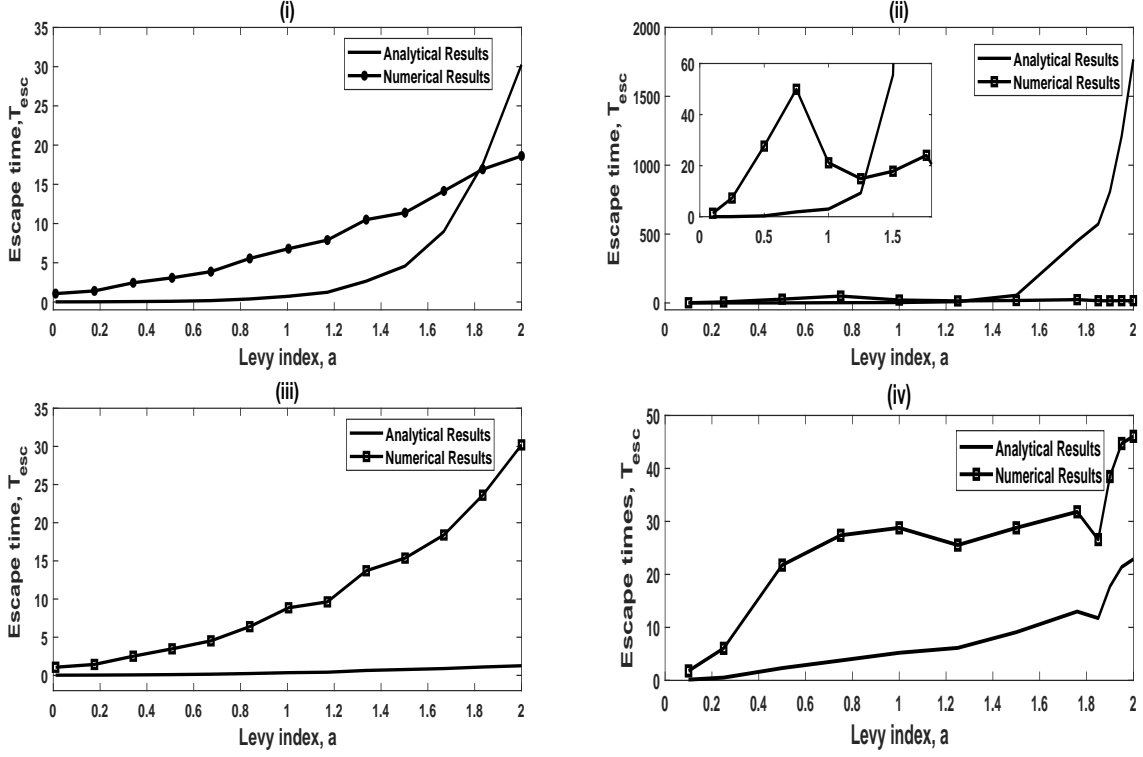 (i)
35
30
25
20
15
10
5
0
Escape time,T_esc
Analytical Results
Numerical Results
0 0.2 0.4 0.6 0.8 1 1.2 1.4 1.6 1.8 2
Levy index, a
(ii)
2000
1500
1000
500
0
Escape time, T_esc
Analytical Results
Numerical Results
60
40
20
0
0 0.5 1 1.5
0 0.2 0.4 0.6 0.8 1 1.2 1.4 1.6 1.8 2
Levy index, a
(iii)
35
30
25
20
15
10
5
0
Escape time, T_esc
Analytical Results
Numerical Results
0.2 0.4 0.6 0.8 1 1.2 1.4 1.6 1.8 2
Levy index, a
(iv)
50
40
30
20
10
0
Escape times, T_esc
Analytical Results
Numerical Results
0 0.2 0.4 0.6 0.8 1 1.2 1.4 1.6 1.8 2
Levy index, a